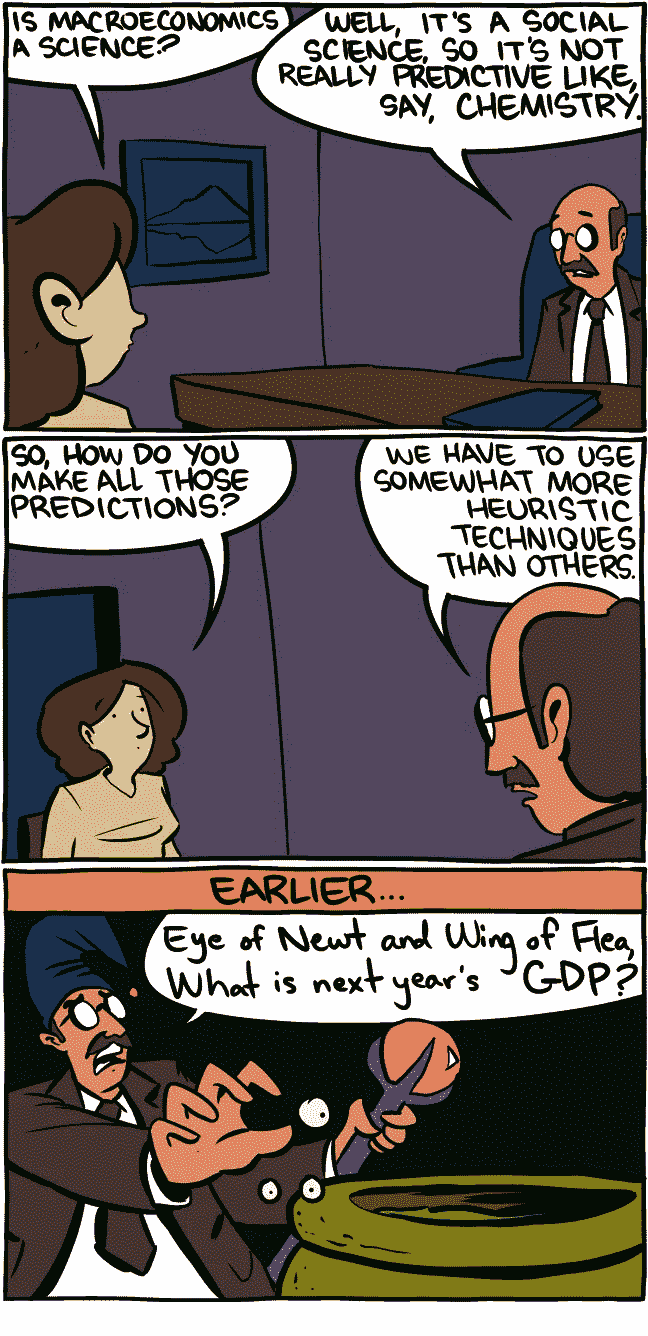 IS MACROECONOMICS
A SCIENCE?
WELL, IT'S A SOCIAL
SCIENCE, SO IT'S NOT
REALLY PREDICTIVE LIKE,
SAY, CHEMISTRY.
SO, HOW DO YOU
MAKE ALL THOSE
PREDICTIONS?
WE HAVE TO USE
SOMEWHAT MORE
HEURISTIC
TECHNIQUES
THAN OTHERS.
EARLIER...
Eye of Newt and Wing of Flea,
What is next year's GDP?